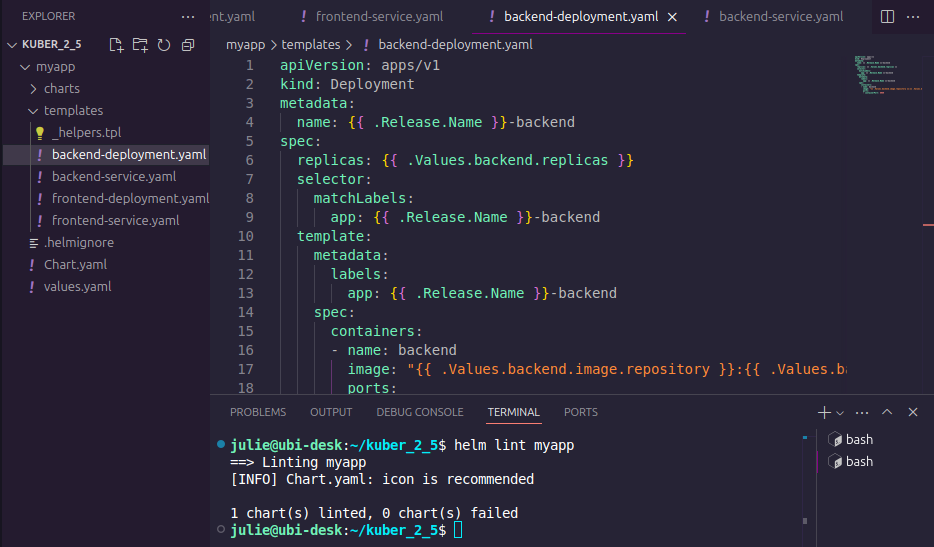 EXPLORER
KUBER_2_5
myapp
charts
templates
_helpers.tpl
backend-deployment.yaml
backend-service.yaml
frontend-deployment.yaml
frontend-service.yaml
.helmignore
Chart.yaml
values.yaml
ent.yaml ! frontend-service.yaml ! backend-deployment.yaml ! backend-service.yaml
myapp > templates > ! backend-deployment.yaml
1 apiVersion: apps/v1
2 kind: Deployment
3 metadata:
4 name: {{ .Release.Name }}-backend
5 spec:
6 replicas: {{ .Values.backend.replicas }}
7 selector:
8 matchLabels:
9 app: {{ .Release.Name }}-backend
10 template:
11 metadata:
12 labels:
13 app: {{ .Release.Name }}-backend
14 spec:
15 containers:
16 - name: backend
17 image: "{{ .Values.backend.image.repository }}:{{ .Values.ba
18 ports:
PROBLEMS OUTPUT DEBUG CONSOLE TERMINAL PORTS
julie@ubi-desk:~/kuber_2_5$ helm lint myapp
==> Linting myapp
[INFO] Chart.yaml: icon is recommended
1 chart(s) linted, 0 chart(s) failed
julie@ubi-desk:~/kuber_2_5$
bash
bash